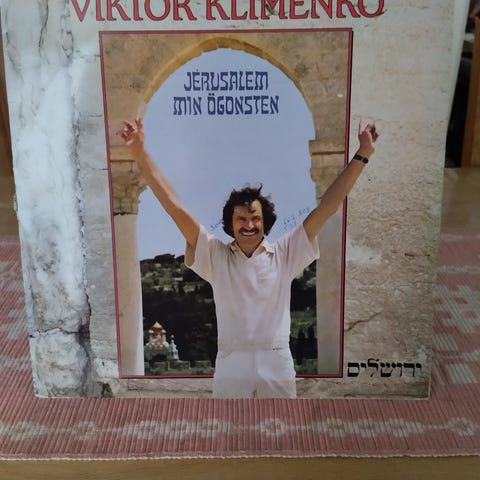 VIKTOR KLIMENKO
JERUSALEM
MIN ÖGONSTEN
ירושלים